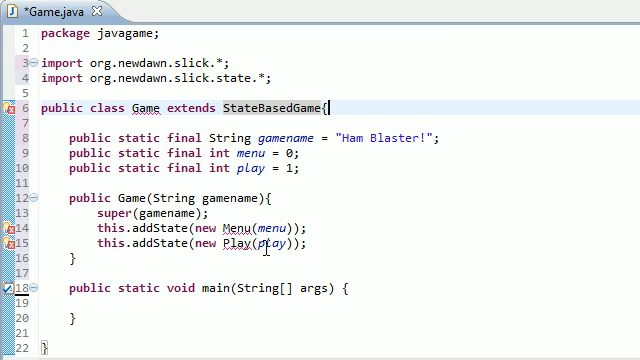 *Game.java
1 package javagame;
2
3 import org.newdawn.slick.*;
4 import org.newdawn.slick.state.*;
5
6 public class Game extends StateBasedGame{
7
8 public static final String gamename = "Ham Blaster!";
9 public static final int menu = 0;
10 public static final int play = 1;
11
12 public Game(String gamename){
13 super(gamename);
14 this.addState(new Menu(menu));
15 this.addState(new Play(play));
16 }
17
18 public static void main(String[] args) {
19
20 }
21
22 }